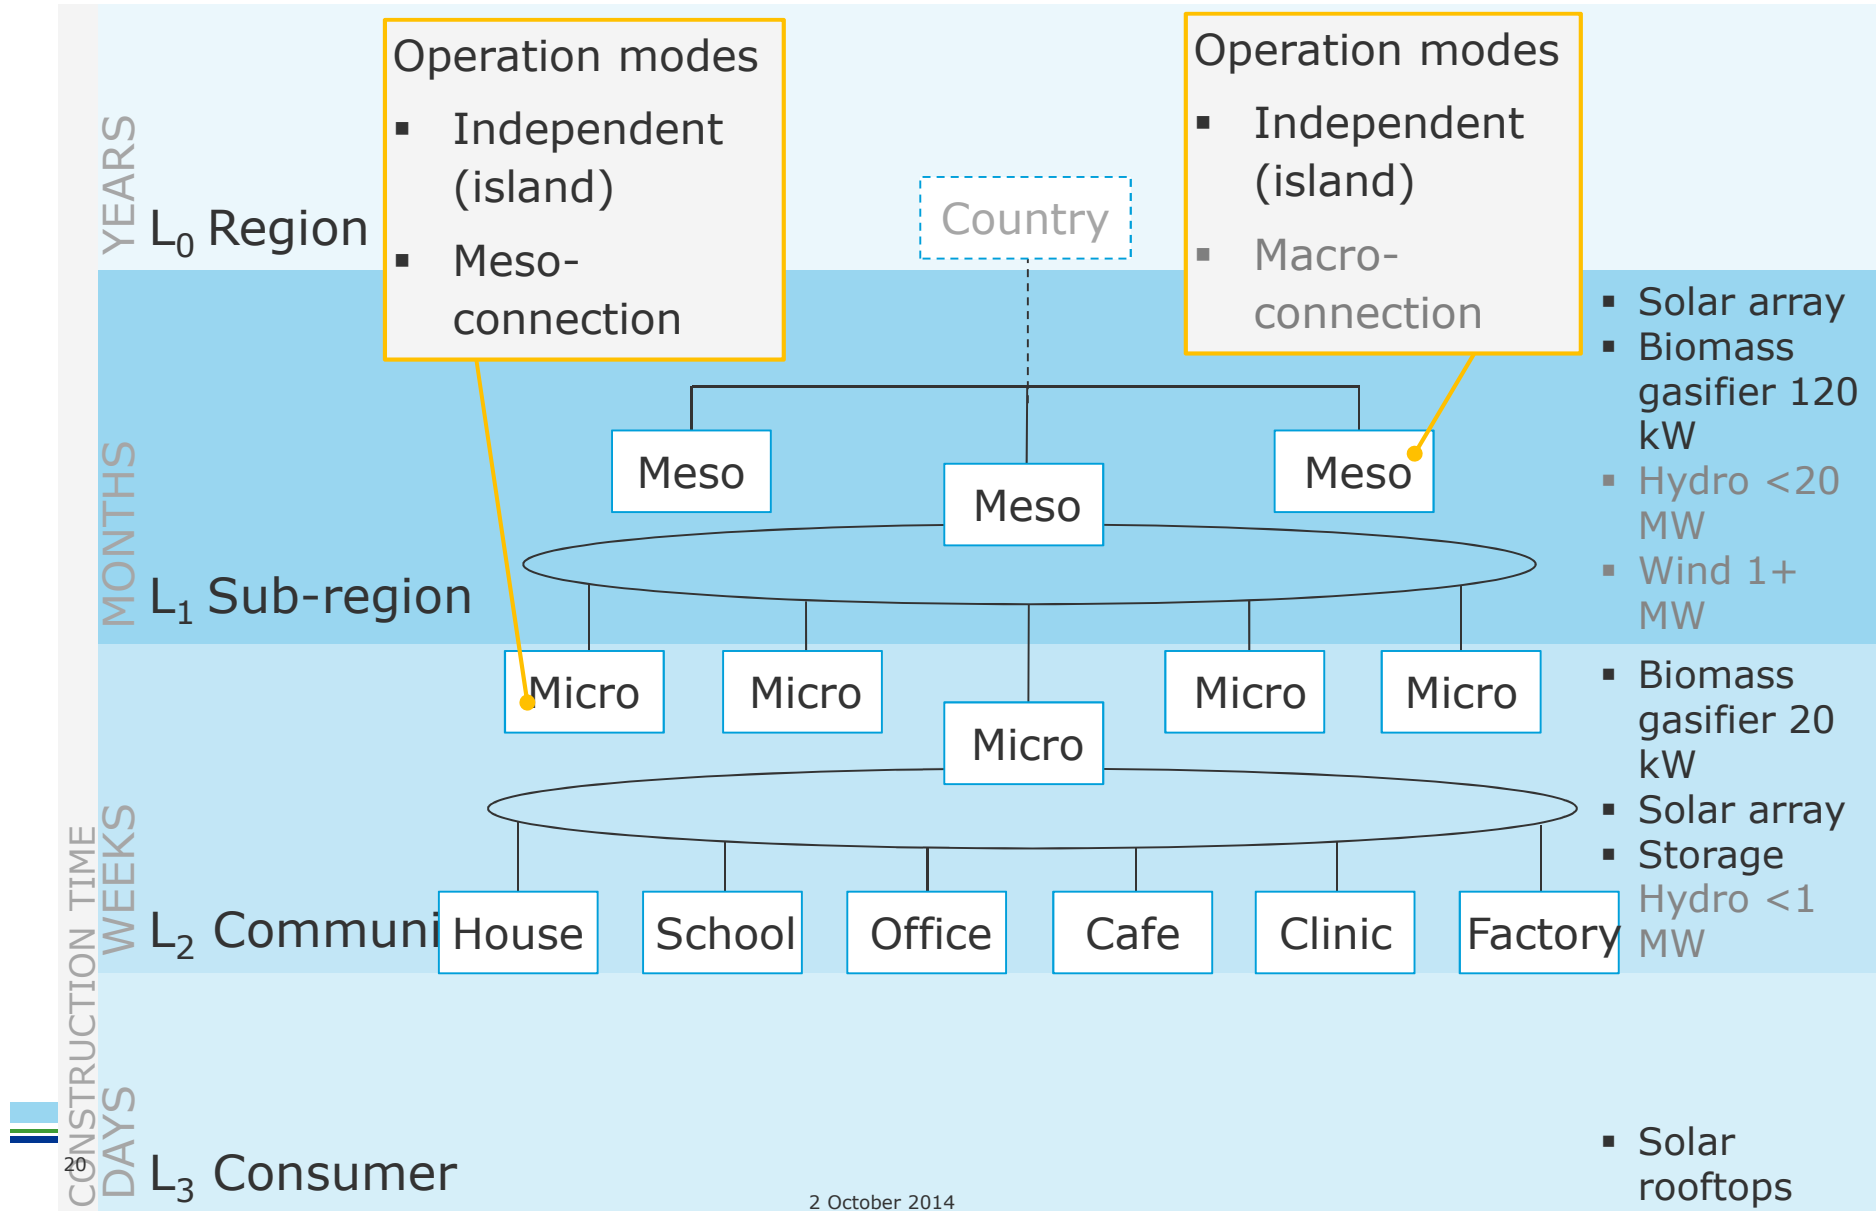 Operation modes
▪ Independent
(island)
▪ Meso-
connection
Operation modes
▪ Independent
(island)
▪ Macro-
connection
YEARS
L0 Region
Country
▪ Solar array
▪ Biomass
gasifier 120
kW
▪ Hydro <20
MW
▪ Wind 1+
MW
MONTHS
Meso
Meso
Meso
L1 Sub-region
Micro
Micro
Micro
Micro
Micro
▪ Biomass
gasifier 20
kW
▪ Solar array
▪ Storage
Hydro <1
MW
WEEKS
L2 Communi
House
School
Office
Cafe
Clinic
Factory
CONSTRUCTION TIME
DAYS
L3 Consumer
▪ Solar
rooftops
20
2 October 2014